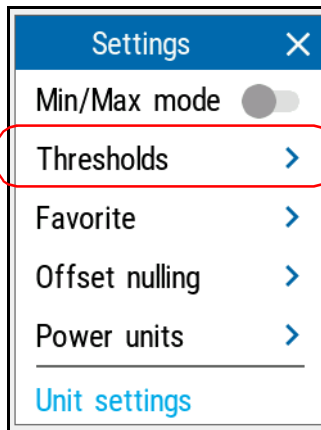 Settings
Min/Max mode
Thresholds
Favorite
Offset nulling
Power units
Unit settings